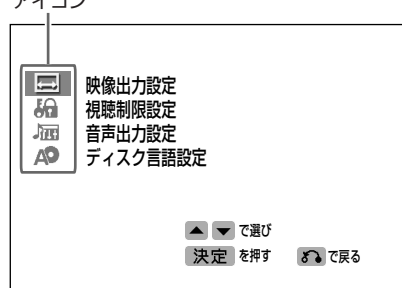 アイコン
映像出力設定
視聴制限設定
音声出力設定
ディスク言語設定
▲ ▼ で選び
決定 を押す で戻る